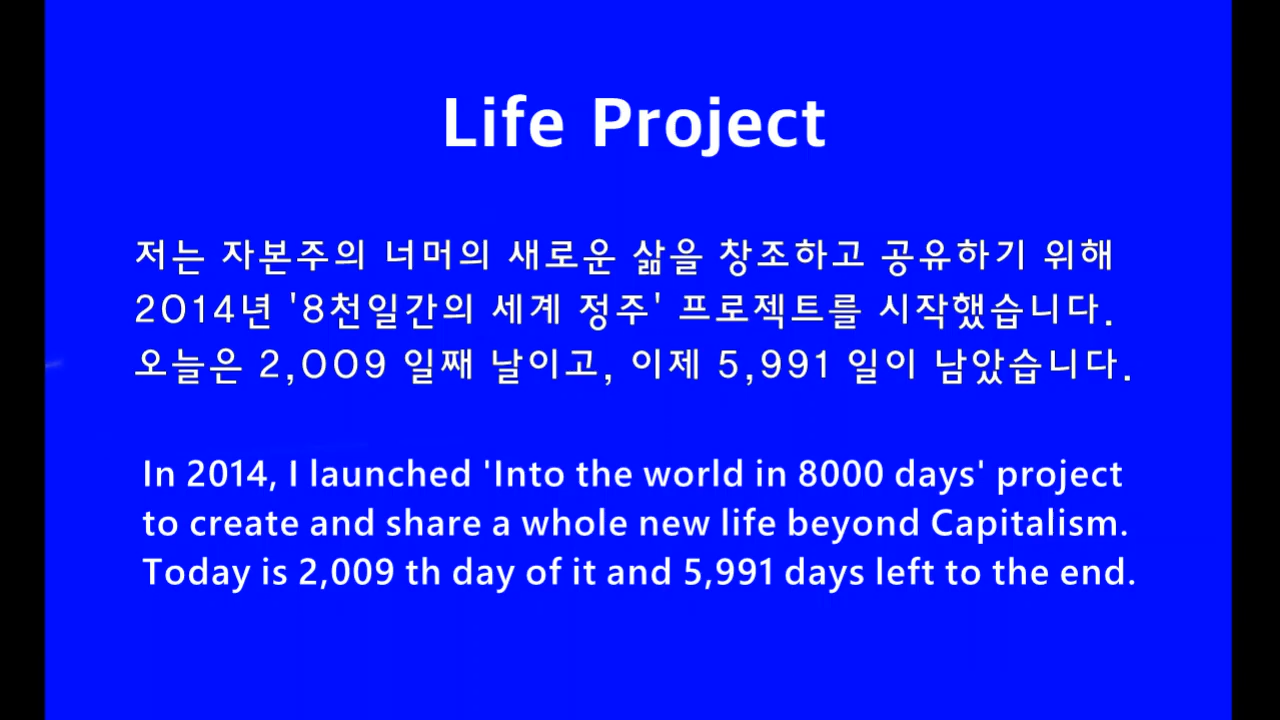 Life Project
저는 자본주의 너머의 새로운 삶을 창조하고 공유하기 위해
2014년 '8천일간의 세계 정주' 프로젝트를 시작했습니다.
오늘은 2,009 일째 날이고, 이제 5,991 일이 남았습니다.
In 2014, I launched 'Into the world in 8000 days' project
to create and share a whole new life beyond Capitalism.
Today is 2,009 th day of it and 5,991 days left to the end.